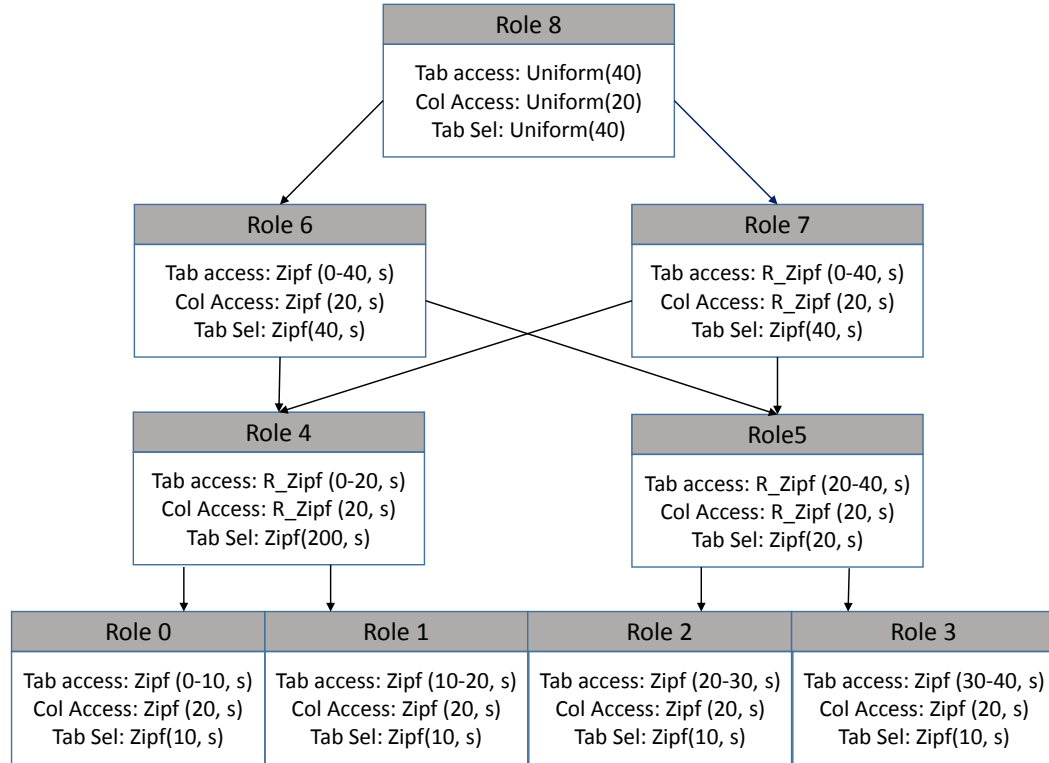 Role 8
Tab access: Uniform(40)
Col Access: Uniform(20)
Tab Sel: Uniform(40)
Role 6
Tab access: Zipf (0-40, s)
Col Access: Zipf (20, s)
Tab Sel: Zipf(40, s)
Role 7
Tab access: R_Zipf (0-40, s)
Col Access: R_Zipf (20, s)
Tab Sel: Zipf(40, s)
Role 4
Tab access: R_Zipf (0-20, s)
Col Access: R_Zipf (20, s)
Tab Sel: Zipf(200, s)
Role5
Tab access: R_Zipf (20-40, s)
Col Access: R_Zipf (20, s)
Tab Sel: Zipf(20, s)
Role 0
Tab access: Zipf (0-10, s)
Col Access: Zipf (20, s)
Tab Sel: Zipf(10, s)
Role 1
Tab access: Zipf (10-20, s)
Col Access: Zipf (20, s)
Tab Sel: Zipf(10, s)
Role 2
Tab access: Zipf (20-30, s)
Col Access: Zipf (20, s)
Tab Sel: Zipf(10, s)
Role 3
Tab access: Zipf (30-40, s)
Col Access: Zipf (20, s)
Tab Sel: Zipf(10, s)